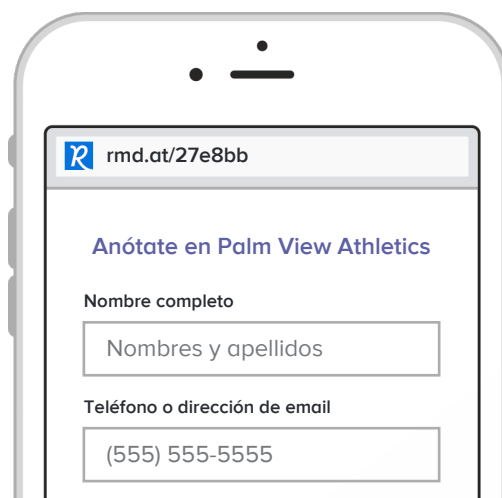 rmd.at/27e8bb
Anótate en Palm View Athletics
Nombre completo
Nombres y apellidos
Teléfono o dirección de email
(555) 555-5555